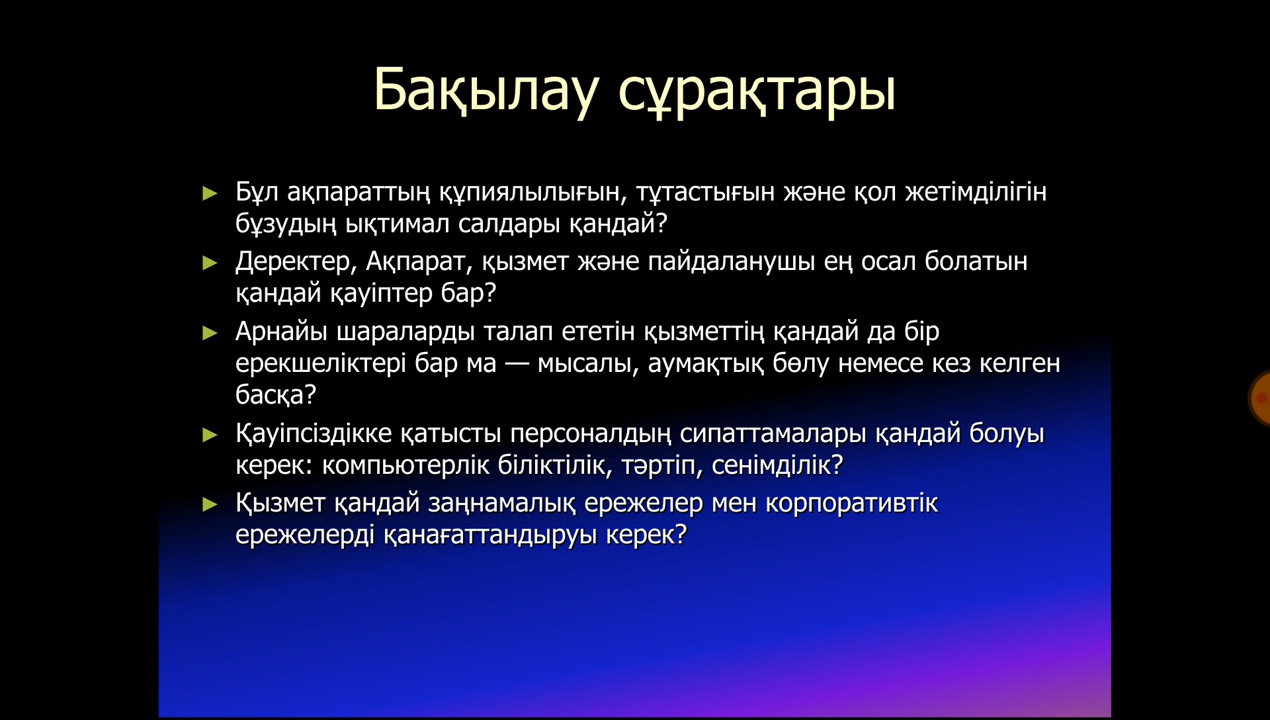 Бақылау сұрақтары
► Бұл ақпараттың құпиялылығын, тұтастығын және қол жетімділігін
бұзудың ықтимал салдары қандай?
► Деректер, Ақпарат, қызмет және пайдаланушы ең осал болатын
қандай қауіптер бар?
► Арнайы шараларды талап ететін қызметтің қандай да бір
ерекшеліктері бар ма — мысалы, аумақтық бөлу немесе кез келген
басқа?
► Қауіпсіздікке қатысты персоналдың сипаттамалары қандай болуы
керек: компьютерлік біліктілік, тәртіп, сенімділік?
► Қызмет қандай заңнамалық ережелер мен корпоративтік
ережелерді қанағаттандыруы керек?